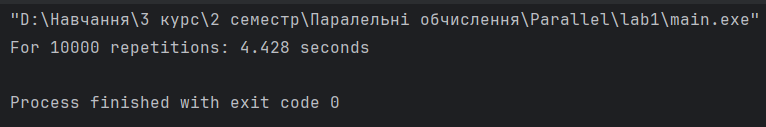 "D:\Навчання\3 курс\2 семестр\Паралельні обчислення\Parallel\lab1\main.exe"
For 10000 repetitions: 4.428 seconds
Process finished with exit code 0